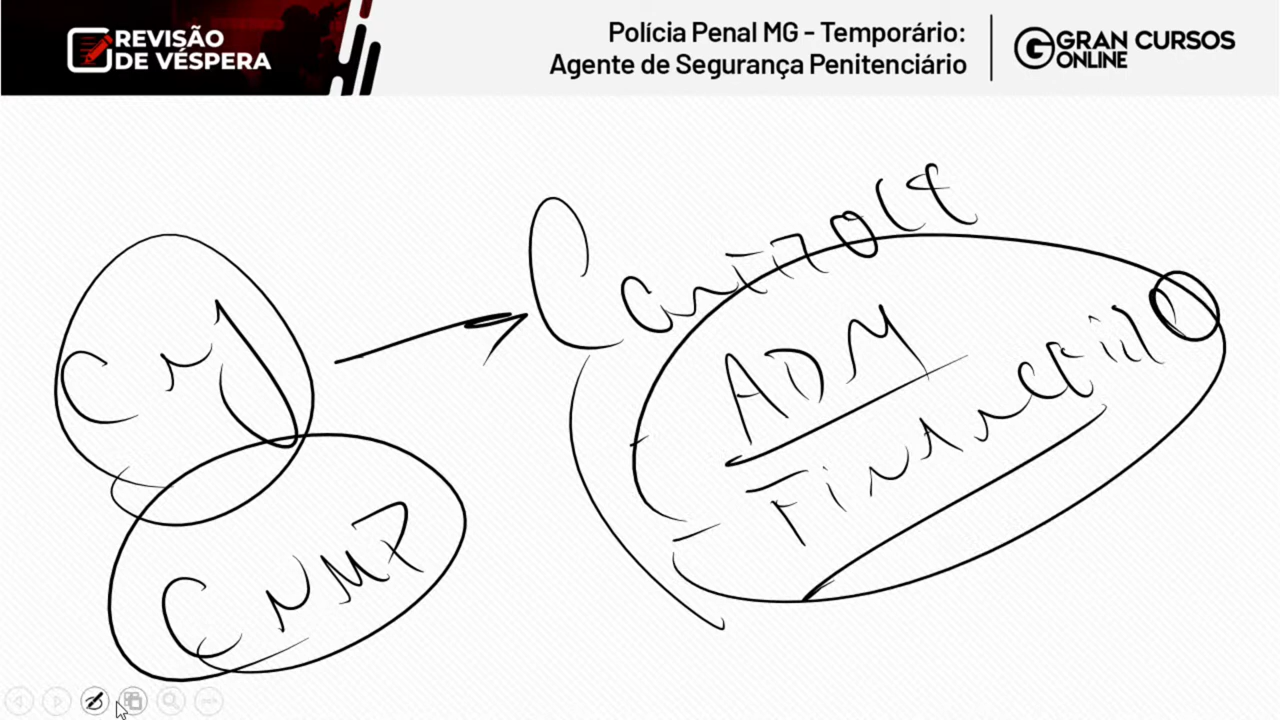 REVISÃO
DE VÉSPERA
Polícia Penal MG - Temporário:
Agente de Segurança Penitenciário
GRAN CURSOS
ONLINE
CNJ
Controle
ADM
Financeiro
CNMP